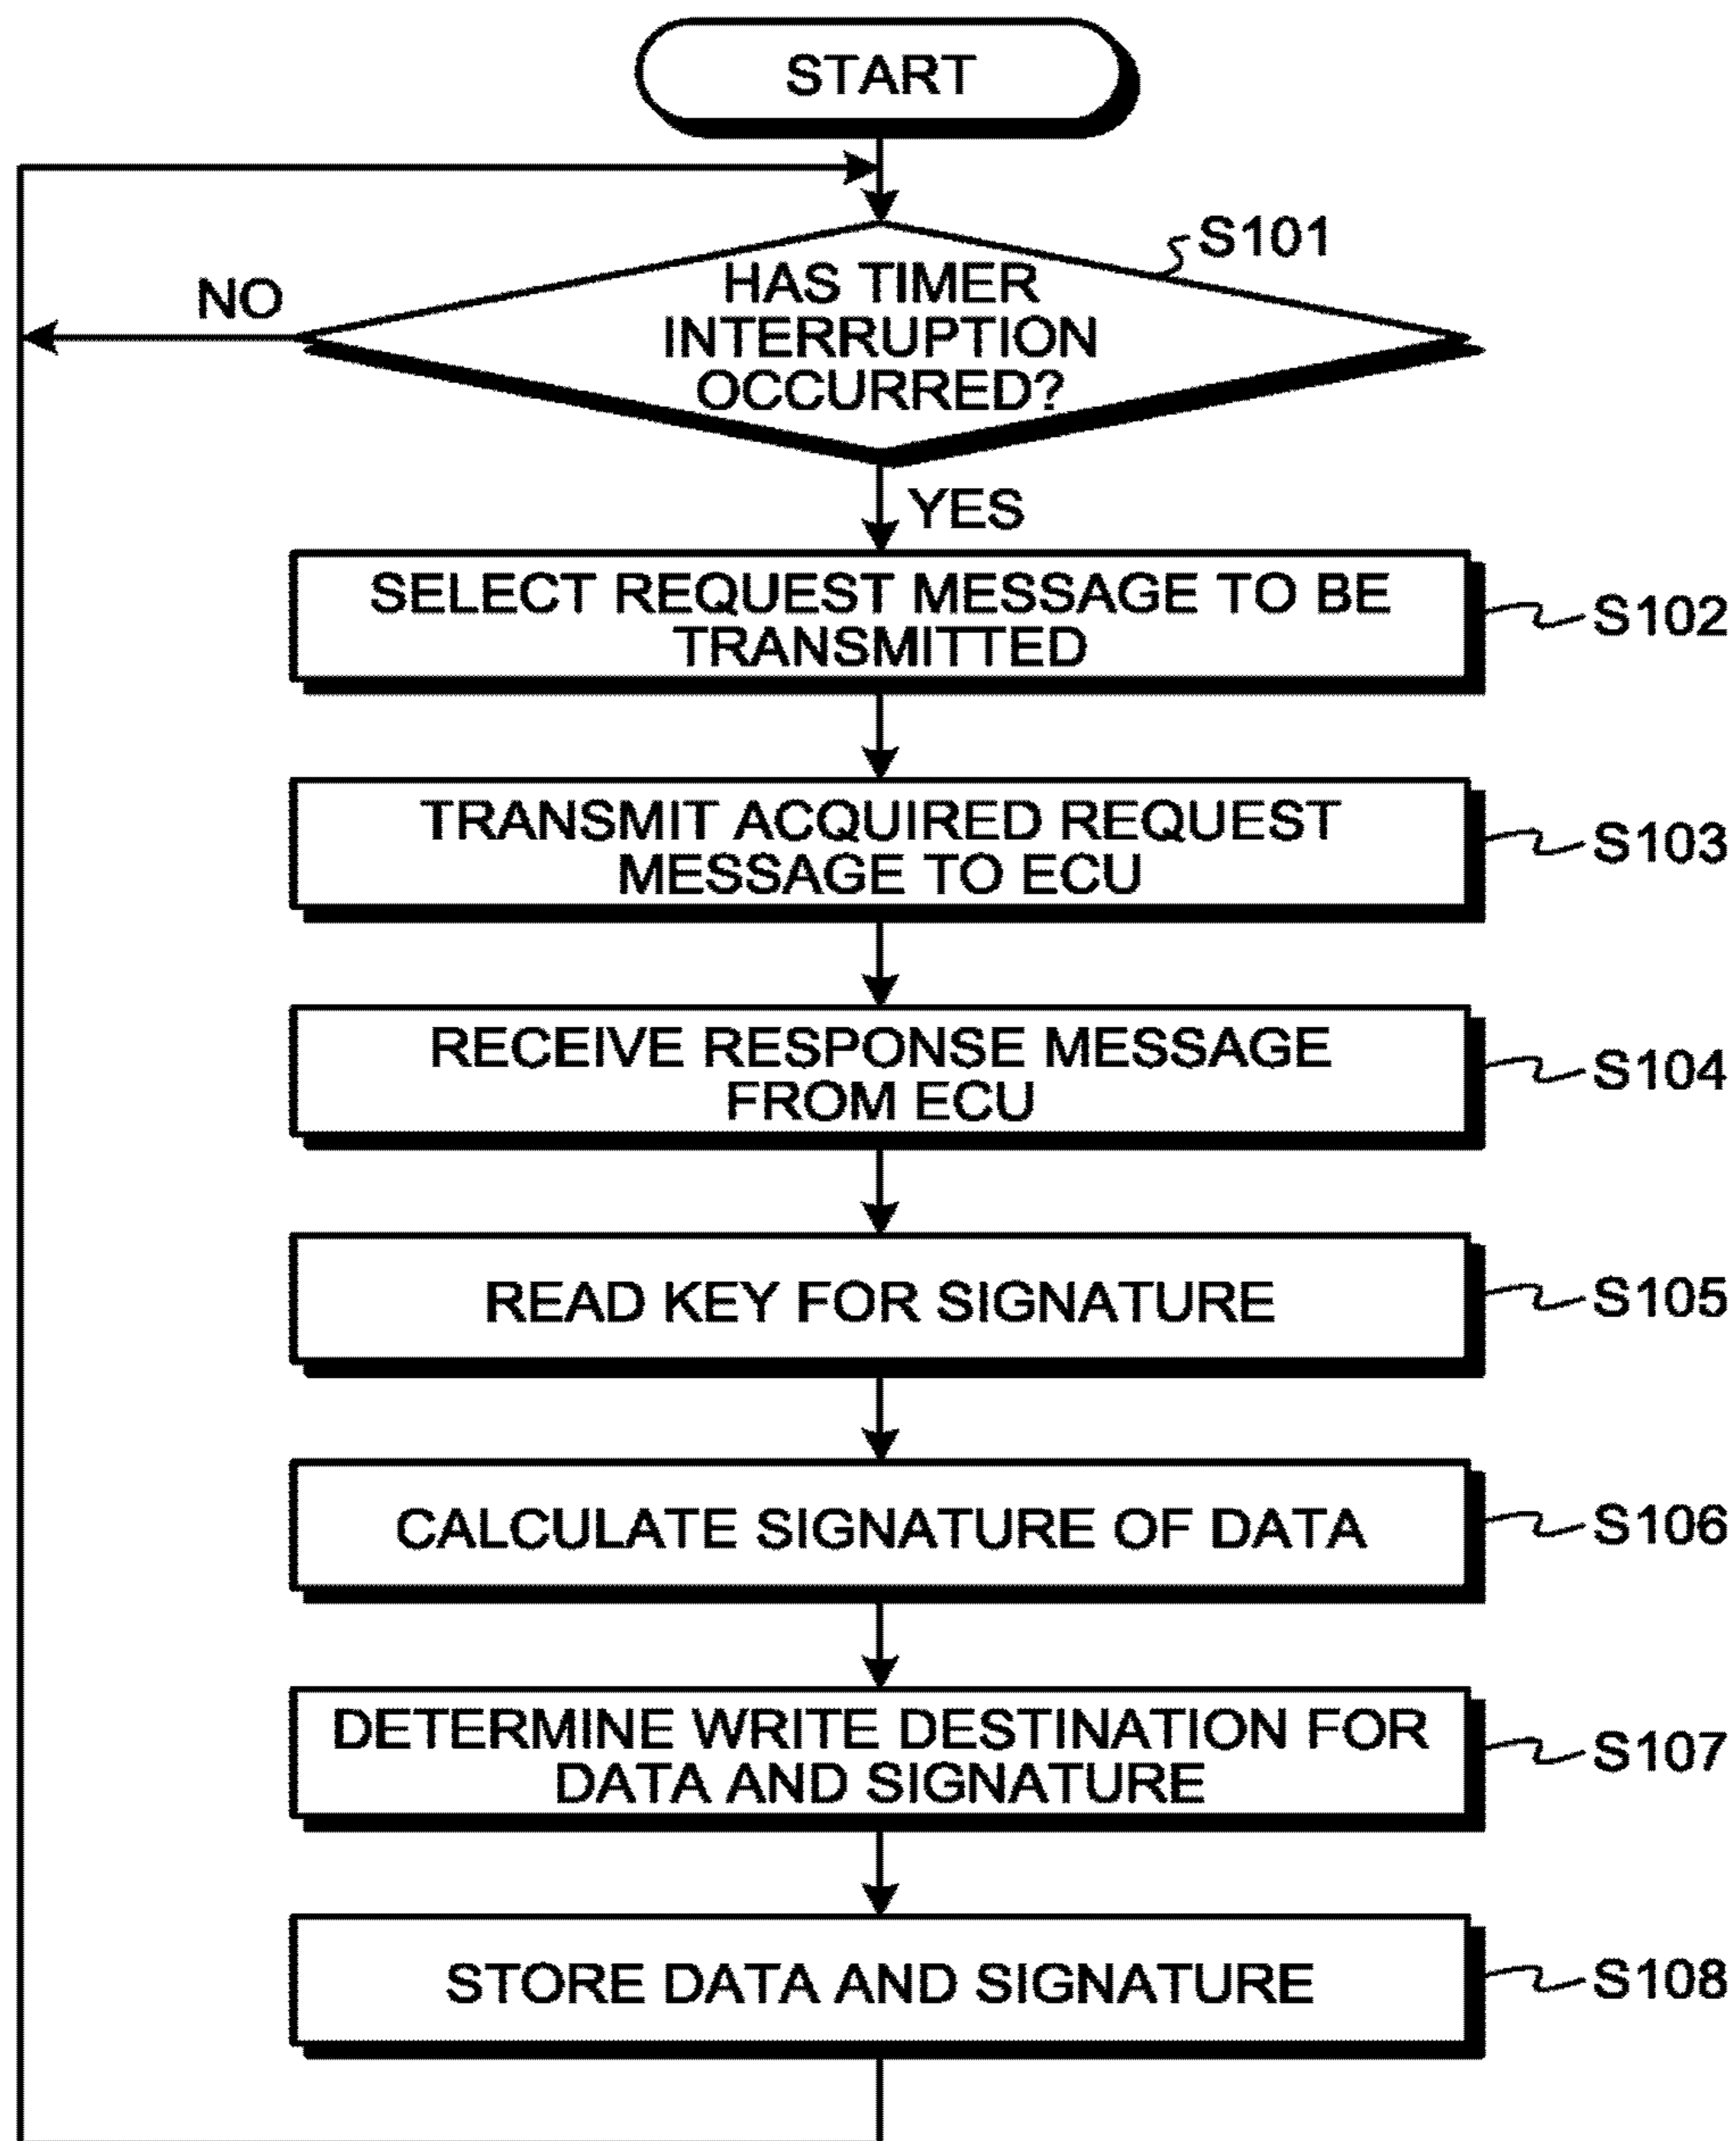 START
S101
HAS TIMER
INTERRUPTION
OCCURRED?
NO
YES
SELECT REQUEST MESSAGE TO BE
TRANSMITTED
S102
TRANSMIT ACQUIRED REQUEST
MESSAGE TO ECU
S103
RECEIVE RESPONSE MESSAGE
FROM ECU
S104
READ KEY FOR SIGNATURE
S105
CALCULATE SIGNATURE OF DATA
S106
DETERMINE WRITE DESTINATION FOR
DATA AND SIGNATURE
S107
STORE DATA AND SIGNATURE
S108